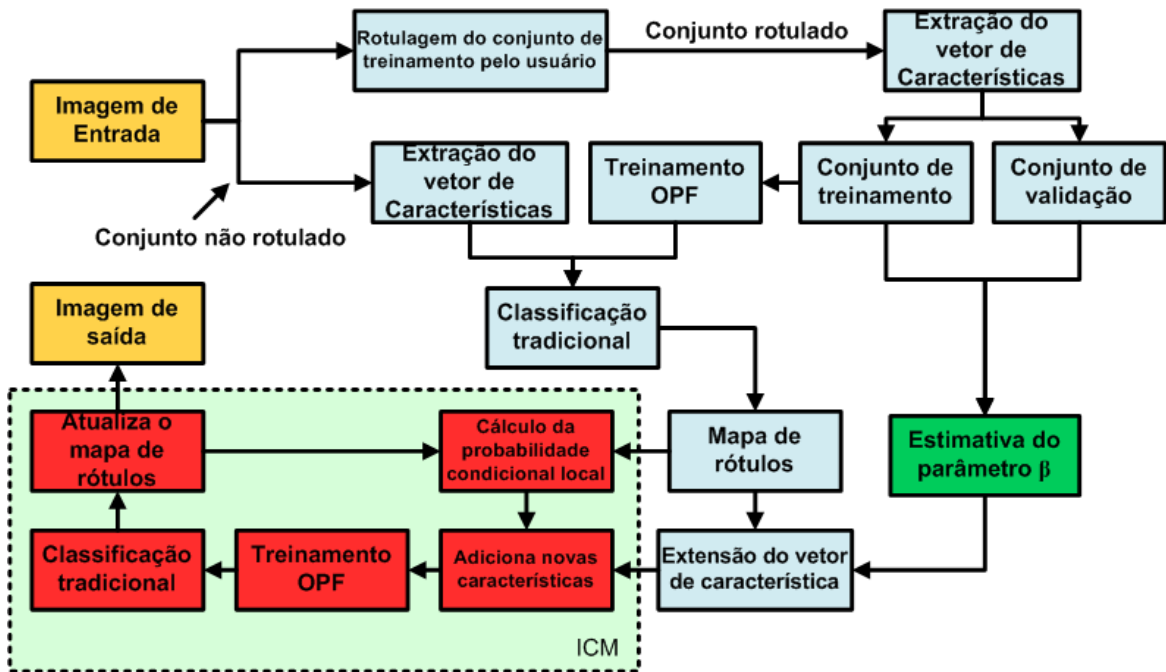 Rotulagem do conjunto de
treinamento pelo usuário
Conjunto rotulado
Extração do
vetor de
Características
Imagem de
Entrada
Extração do
vetor de
Características
Treinamento
OPF
Conjunto de
treinamento
Conjunto de
validação
Conjunto não rotulado
Imagem de
saída
Classificação
tradicional
Atualiza o
mapa de
rótulos
Cálculo da
probabilidade
condicional local
Mapa de
rótulos
Estimativa do
parâmetro β
Classificação
tradicional
Treinamento
OPF
Adiciona novas
características
Extensão do vetor
de característica
ICM